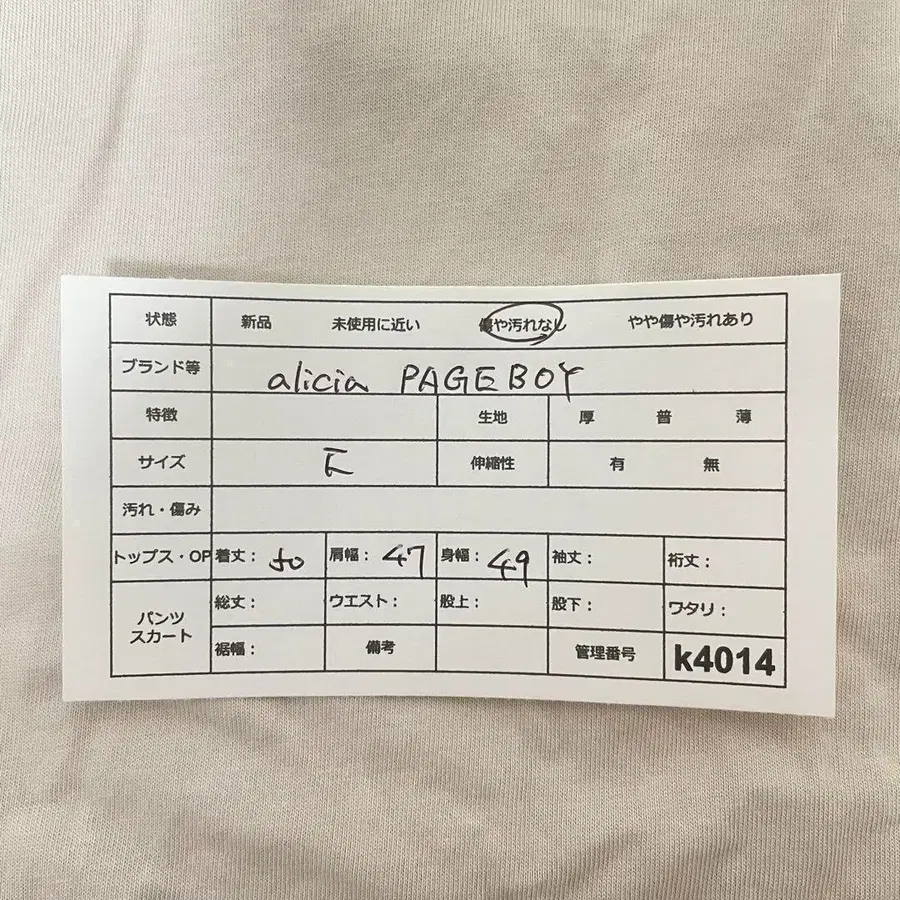 状態 新品 未使用に近い 傷や汚れなし やや傷や汚れあり
ブランド等 alicia PAGEBOY
特徴 生地 厚 普 薄
サイズ F 伸縮性 有 無
汚れ・傷み
トップス・OP 着丈: 50 肩幅: 47 身幅: 49 袖丈: 裄丈:
パンツ スカート 総丈: ウエスト: 股上: 股下: ワタリ:
裾幅: 備考 管理番号 k4014